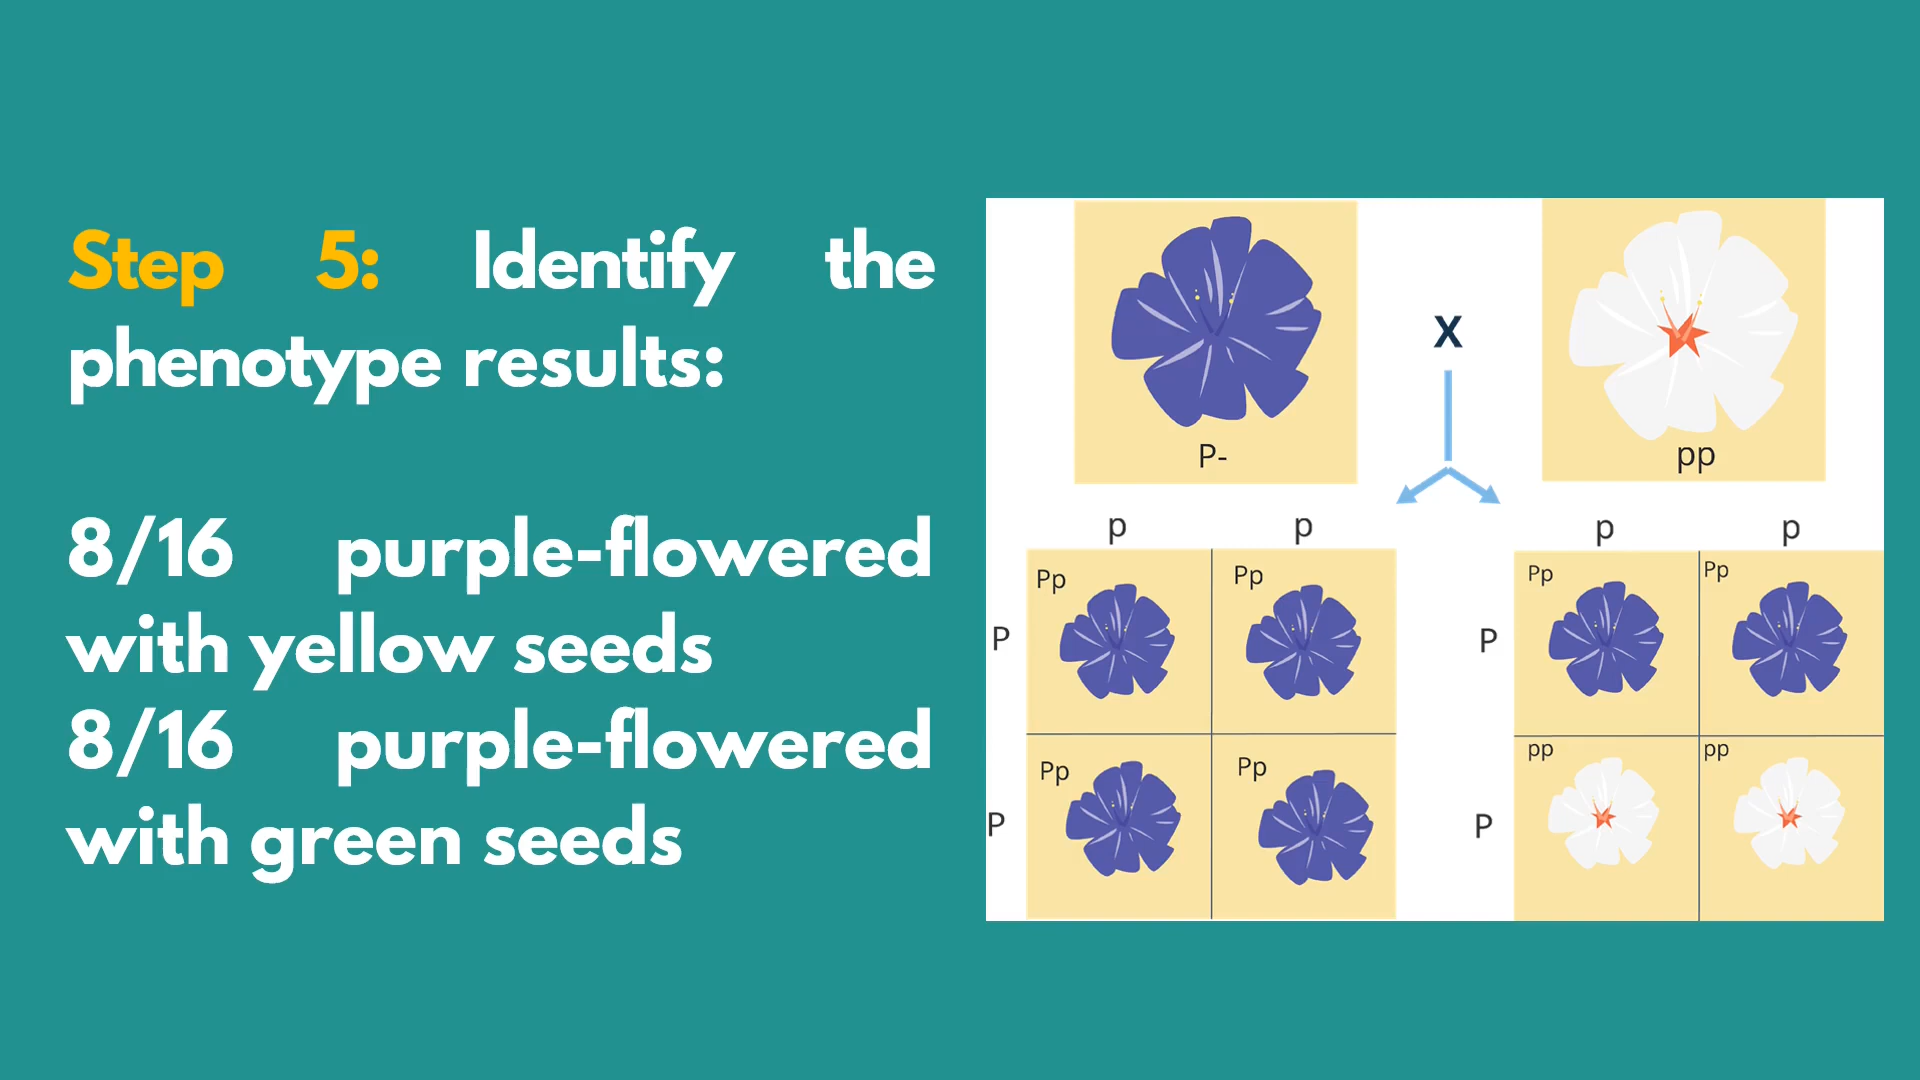 Step 5: Identify the
phenotype results:
8/16 purple-flowered
with yellow seeds
8/16 purple-flowered
with green seeds
P-
X
pp
p p
Pp Pp
P
Pp Pp
P
p p
Pp Pp
P
pp pp
P